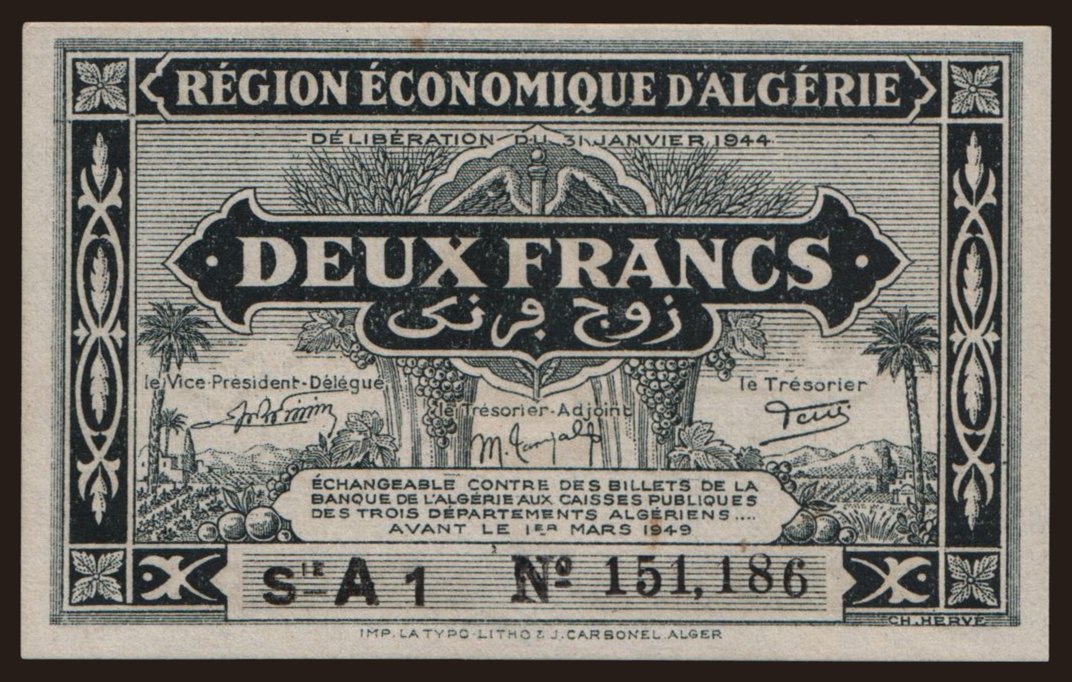 RÉGION ÉCONOMIQUE D'ALGÉRIE
DÉLIBÉRATION DU 31 JANVIER 1944
DEUX FRANCS
زوج فرنك
le Vice-Président-Délégué
le Trésorier-Adjoint
le Trésorier
ÉCHANGEABLE CONTRE DES BILLETS DE LA
BANQUE DE L'ALGÉRIE AUX CAISSES PUBLIQUES
DES TROIS DÉPARTEMENTS ALGÉRIENS....
AVANT LE 1ER MARS 1949
SIE A 1 Nº 151,186
CH. HERVÉ
IMP. LA TYPO-LITHO & J. CARBONEL. ALGER